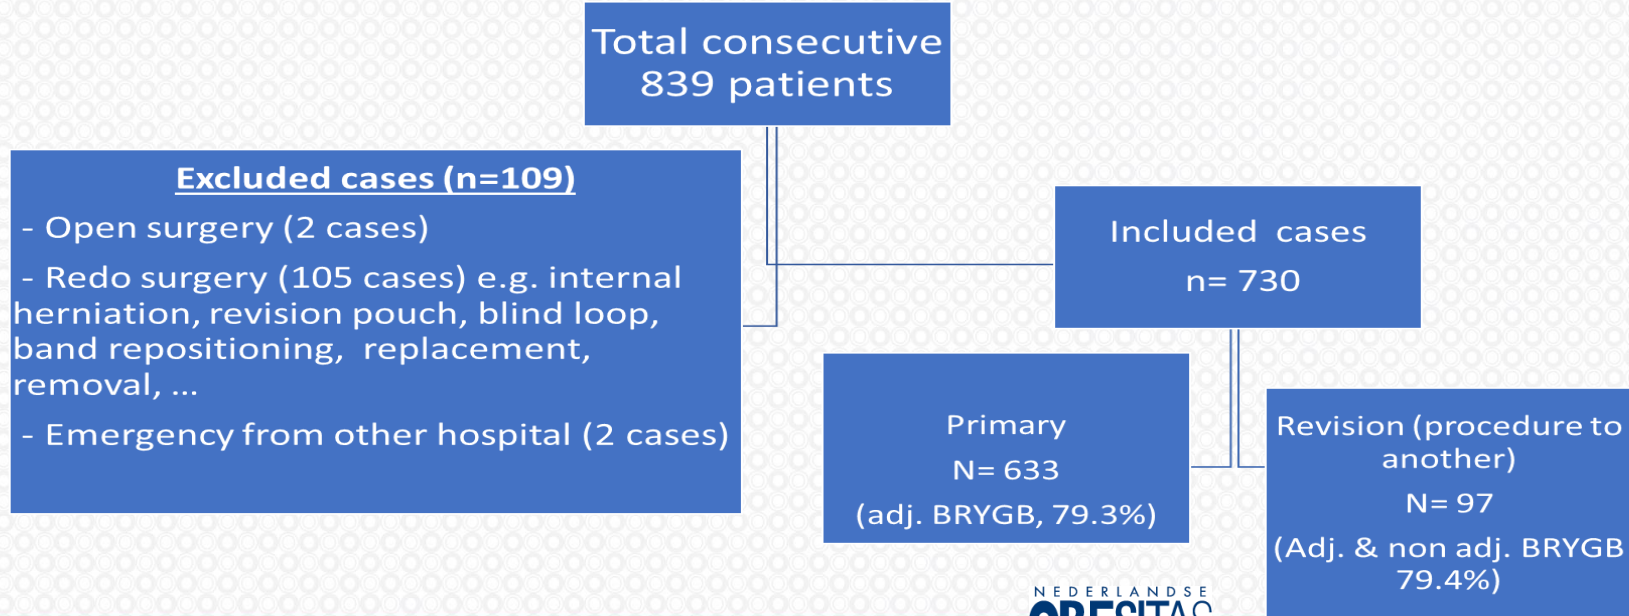 Total consecutive
839 patients
Excluded cases (n=109)
- Open surgery (2 cases)
- Redo surgery (105 cases) e.g. internal
herniation, revision pouch, blind loop,
band repositioning, replacement,
removal, ...
- Emergency from other hospital (2 cases)
Included cases
n= 730
Primary
N= 633
(adj. BRYGB, 79.3%)
Revision (procedure to
another)
N= 97
(Adj. & non adj. BRYGB
79.4%)
NEDERLANDSE
OBESITAS